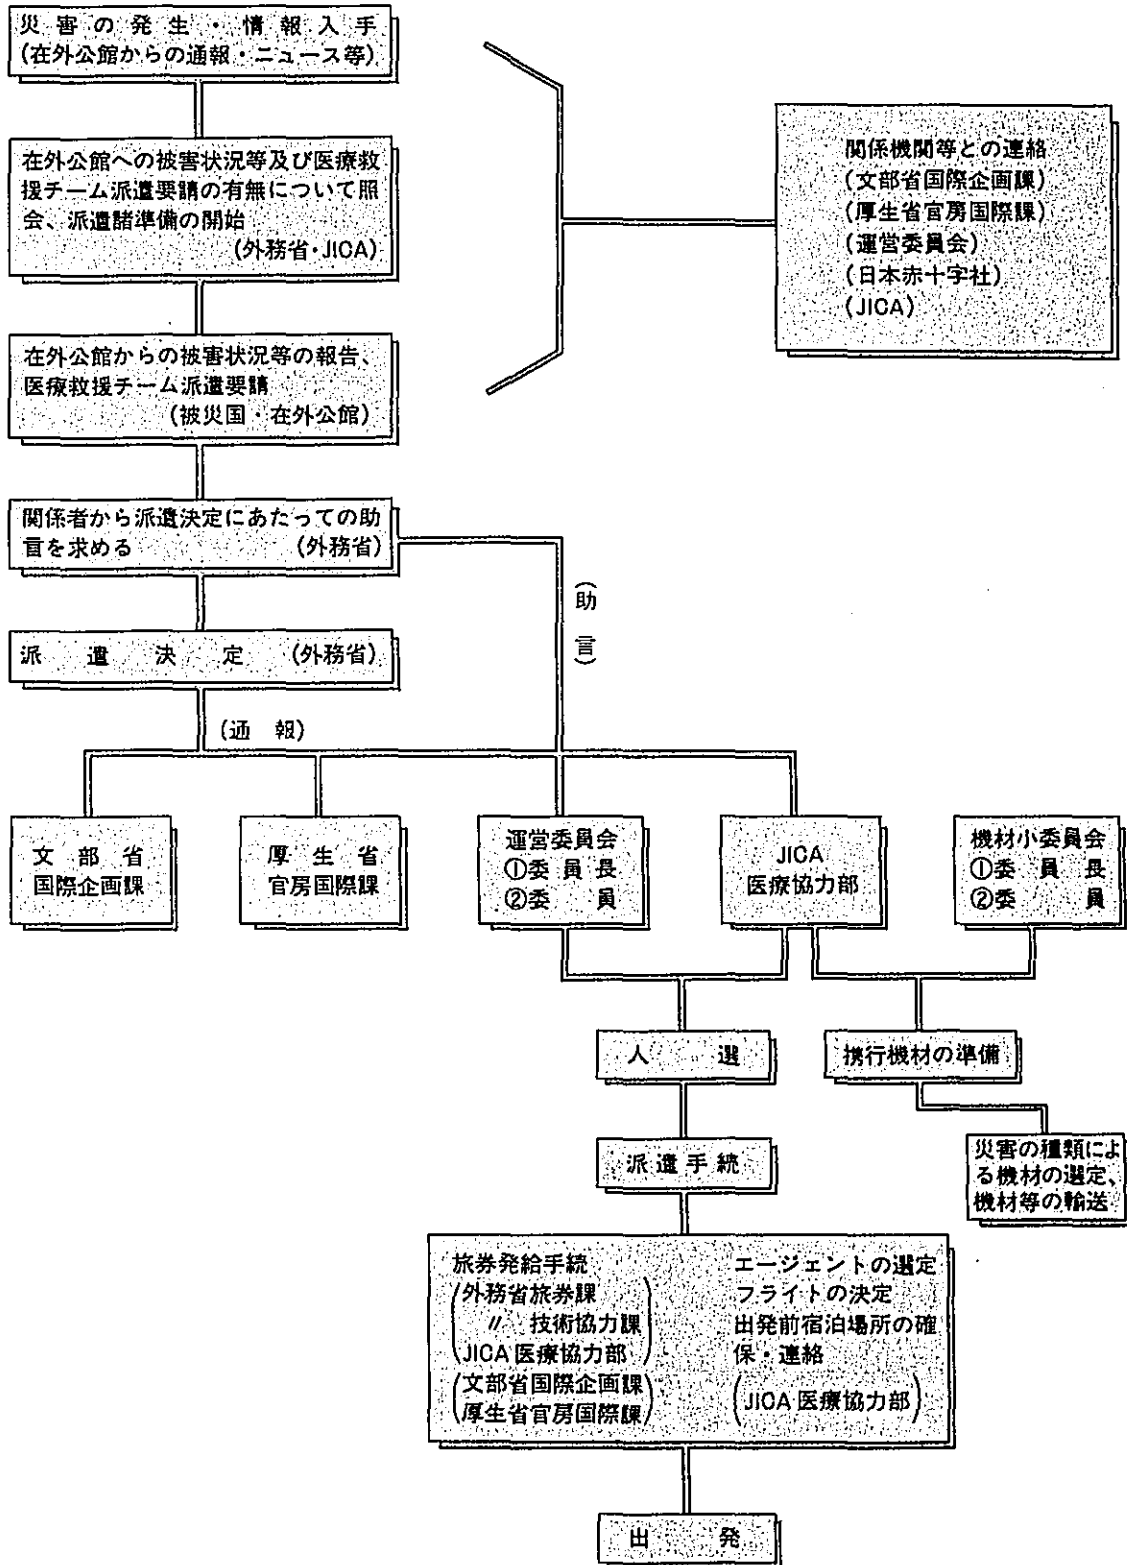 災害の発生・情報入手
(在外公館からの通報・ニュース等)
在外公館への被害状況等及び医療救
援チーム派遣要請の有無について照
会、派遣諸準備の開始
(外務省・JICA)
在外公館からの被害状況等の報告、
医療救援チーム派遣要請
(被災国・在外公館)
関係機関等との連絡
(文部省国際企画課)
(厚生省官房国際課)
(運営委員会)
(日本赤十字社)
(JICA)
関係者から派遣決定にあたっての助
言を求める (外務省)
(助言)
派遣決定 (外務省)
(通報)
文部省
国際企画課
厚生省
官房国際課
運営委員会
①委員長
②委員
JICA
医療協力部
機材小委員会
①委員長
②委員
人選
携行機材の準備
派遣手続
災害の種類によ
る機材の選定、
機材等の輸送
旅券発給手続
(外務省旅券課
〃 技術協力課
JICA医療協力部)
(文部省国際企画課
厚生省官房国際課)
エージェントの選定
フライトの決定
出発前宿泊場所の確
保・連絡
(JICA医療協力部)
出発